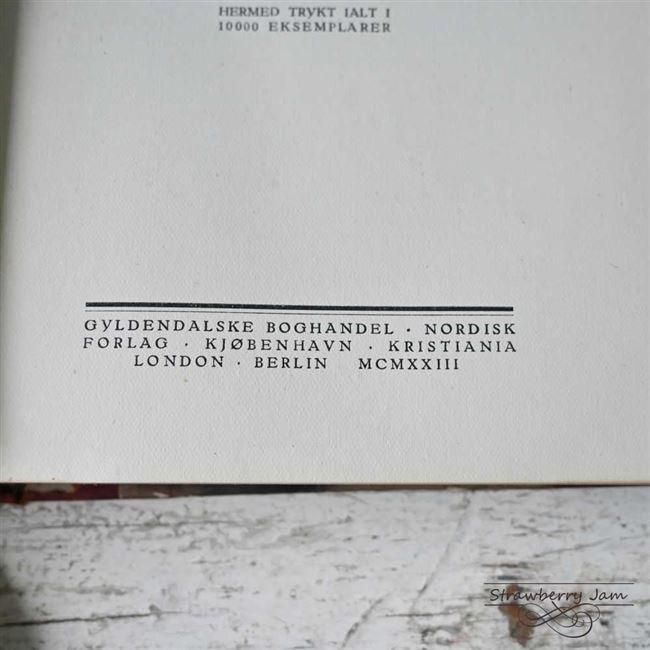 HERMED TRYKT IALT I
10000 EKSEMPLARER
GYLDENDALSKE BOGHANDEL · NORDISK
FORLAG · KJØBENHAVN · KRISTIANIA
LONDON · BERLIN MCMXXIII
Strawberry Jam